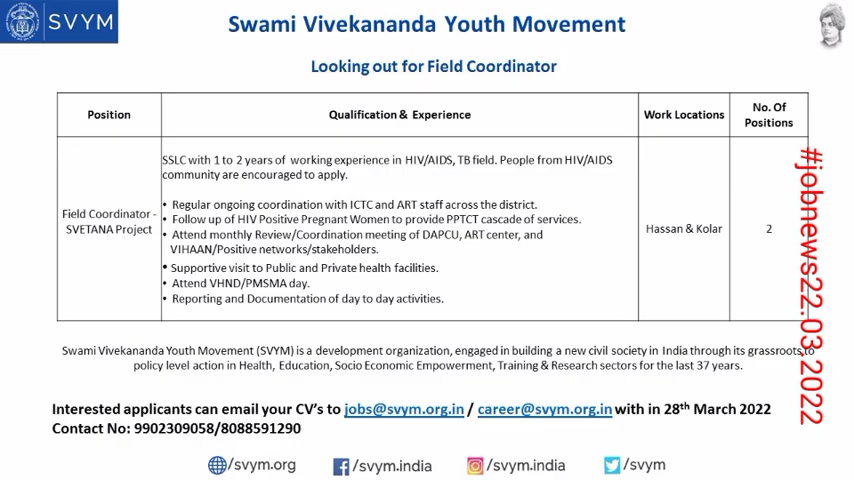 SVYM
Swami Vivekananda Youth Movement
Looking out for Field Coordinator
Position
Qualification & Experience
Work Locations
No. Of
Positions
Field Coordinator -
SVETANA Project
SSLC with 1 to 2 years of working experience in HIV/AIDS, TB field. People from HIV/AIDS
community are encouraged to apply.
• Regular ongoing coordination with ICTC and ART staff across the district.
• Follow up of HIV Positive Pregnant Women to provide PPTCT cascade of services.
• Attend monthly Review/Coordination meeting of DAPCU, ART center, and
VIHAAN/Positive networks/stakeholders.
• Supportive visit to Public and Private health facilities.
• Attend VHND/PMSMA day.
• Reporting and Documentation of day to day activities.
Hassan & Kolar
2
#jobnews22.03.2022
Swami Vivekananda Youth Movement (SVYM) is a development organization, engaged in building a new civil society in India through its grassroots to
policy level action in Health, Education, Socio Economic Empowerment, Training & Research sectors for the last 37 years.
Interested applicants can email your CV's to jobs@svym.org.in / career@svym.org.in with in 28th March 2022
Contact No: 9902309058/8088591290
/svym.org /svym.india /svym.india /svym